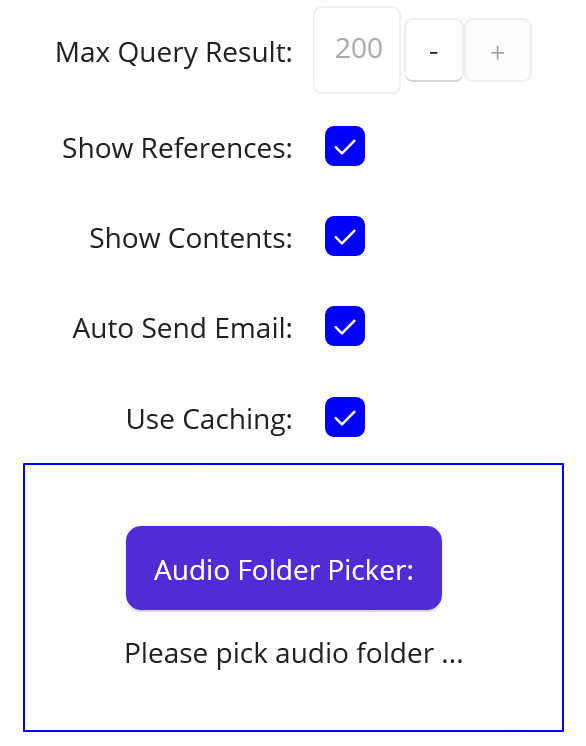 Max Query Result: 200 - +
Show References:
Show Contents:
Auto Send Email:
Use Caching:
Audio Folder Picker:
Please pick audio folder ...